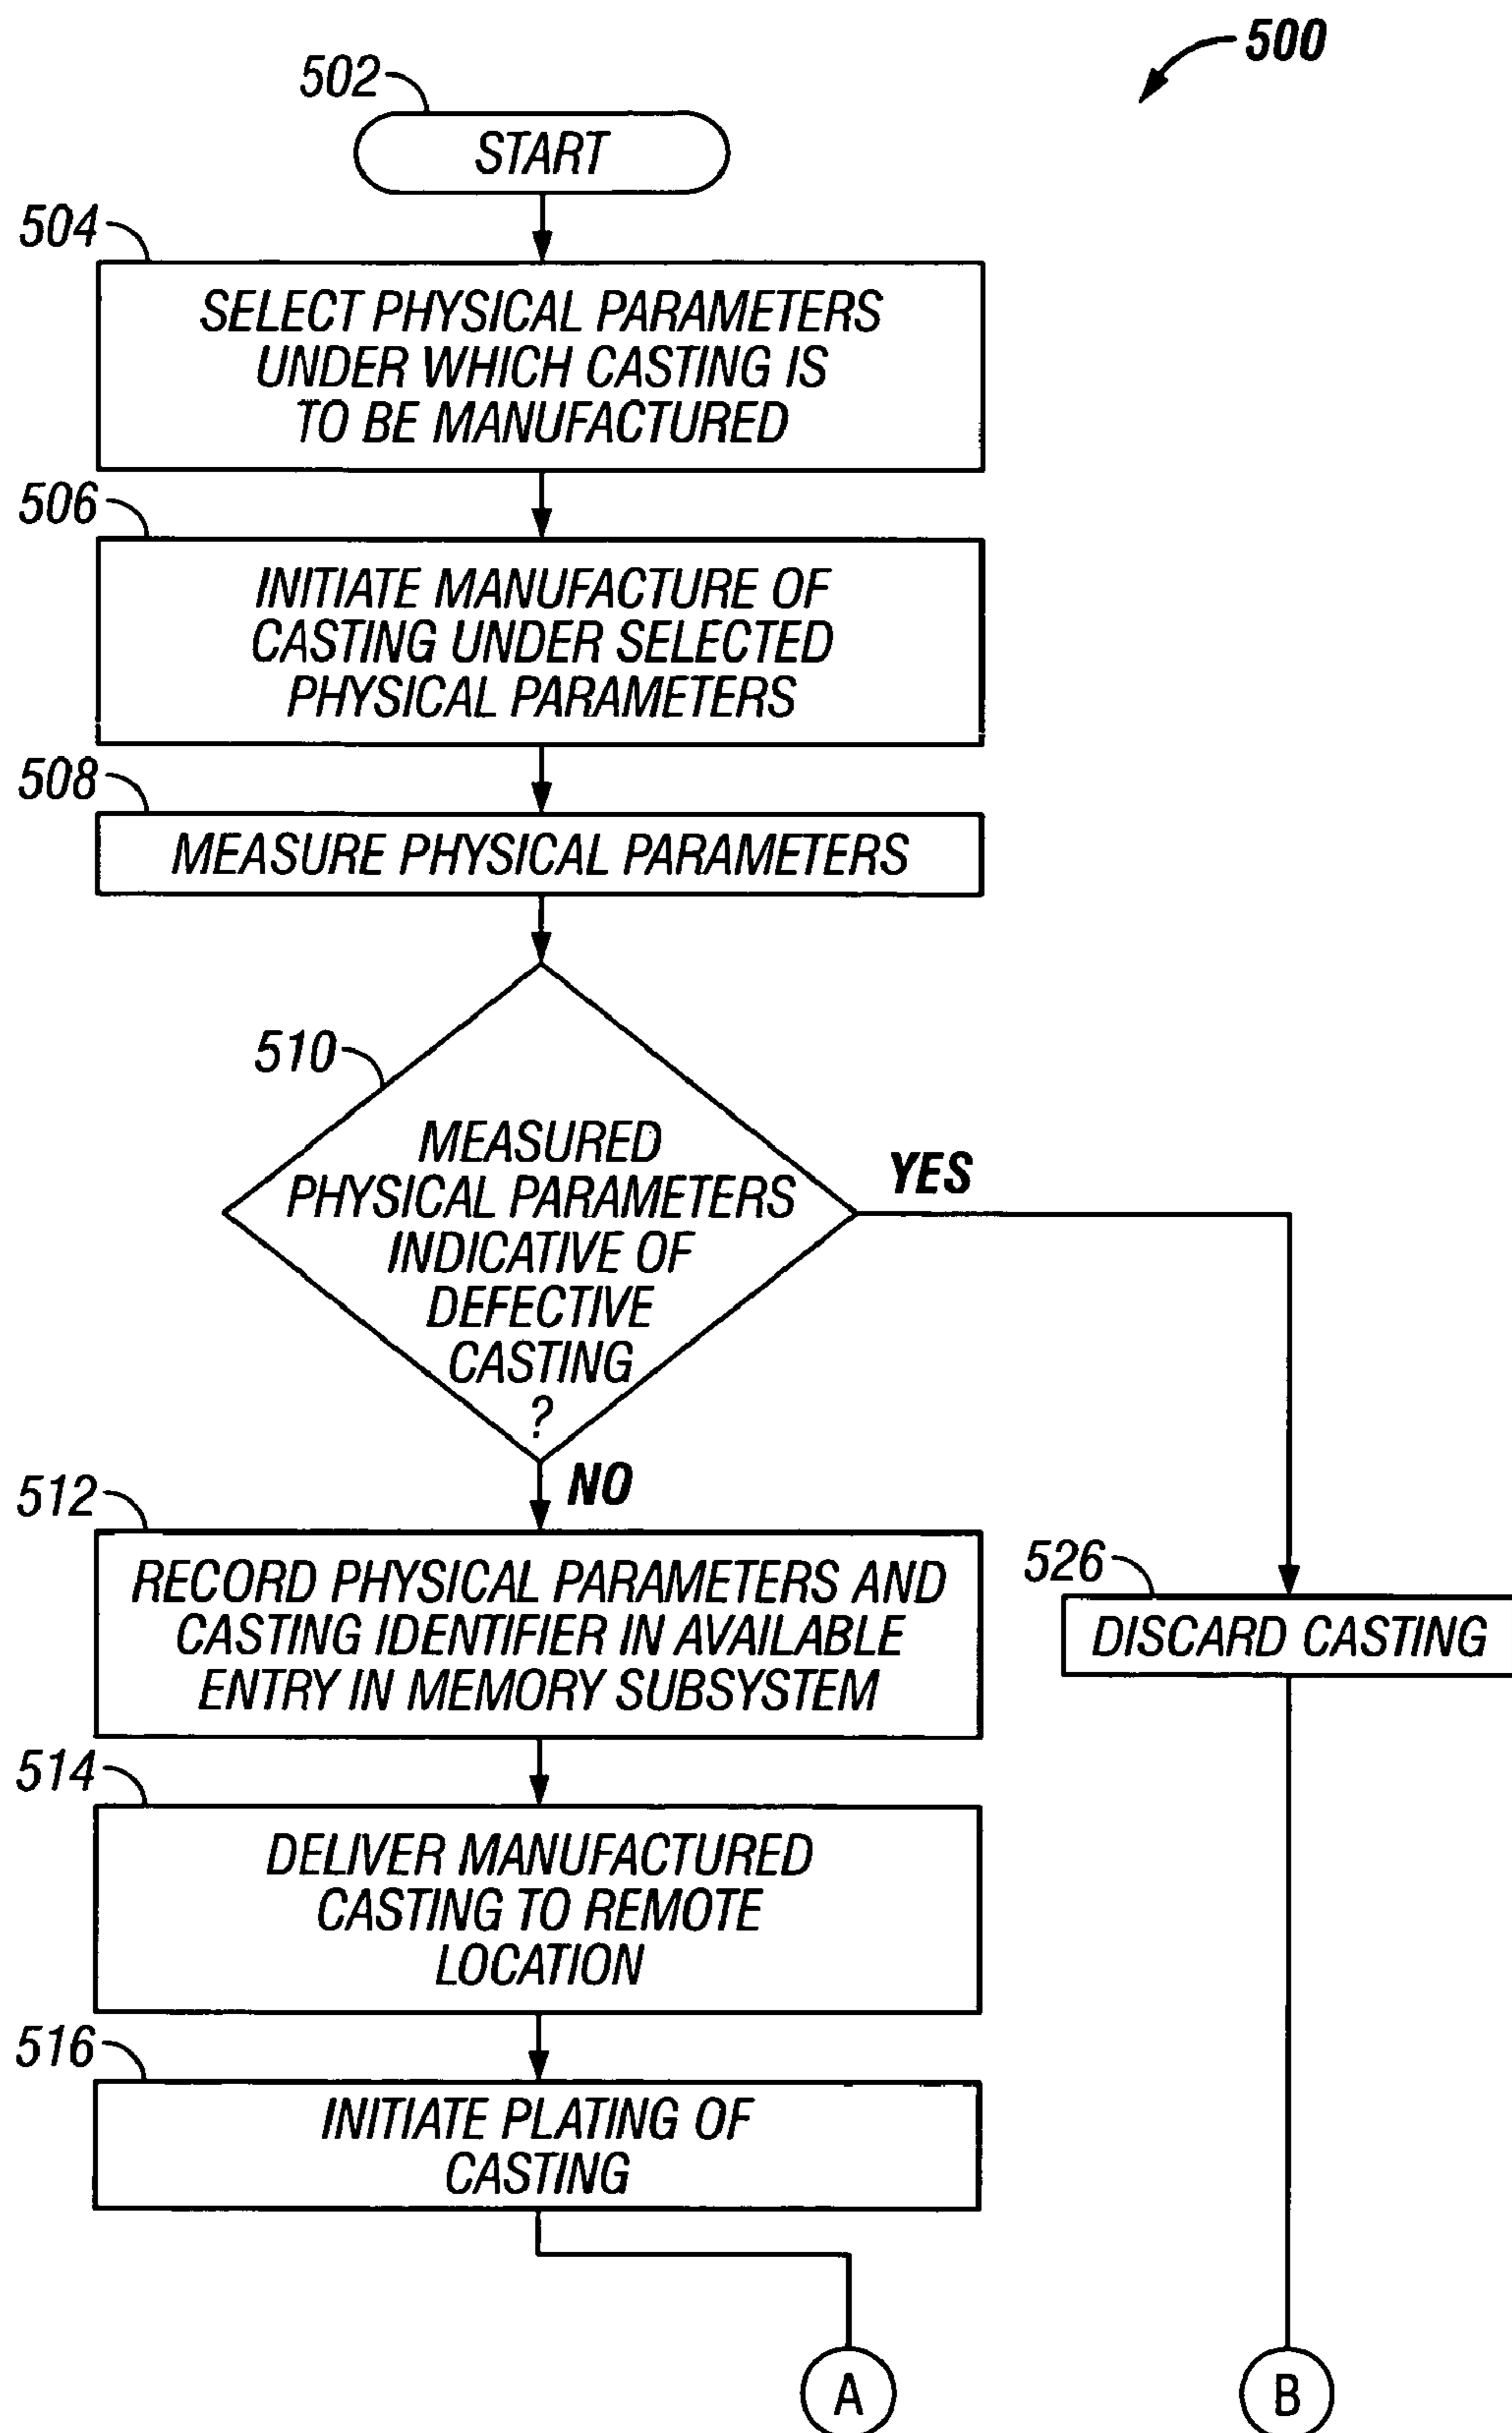 500
502
START
504
SELECT PHYSICAL PARAMETERS
UNDER WHICH CASTING IS
TO BE MANUFACTURED
506
INITIATE MANUFACTURE OF
CASTING UNDER SELECTED
PHYSICAL PARAMETERS
508
MEASURE PHYSICAL PARAMETERS
510
MEASURED
PHYSICAL PARAMETERS
INDICATIVE OF
DEFECTIVE
CASTING
?
YES
NO
512
RECORD PHYSICAL PARAMETERS AND
CASTING IDENTIFIER IN AVAILABLE
ENTRY IN MEMORY SUBSYSTEM
526
DISCARD CASTING
514
DELIVER MANUFACTURED
CASTING TO REMOTE
LOCATION
516
INITIATE PLATING OF
CASTING
A
B